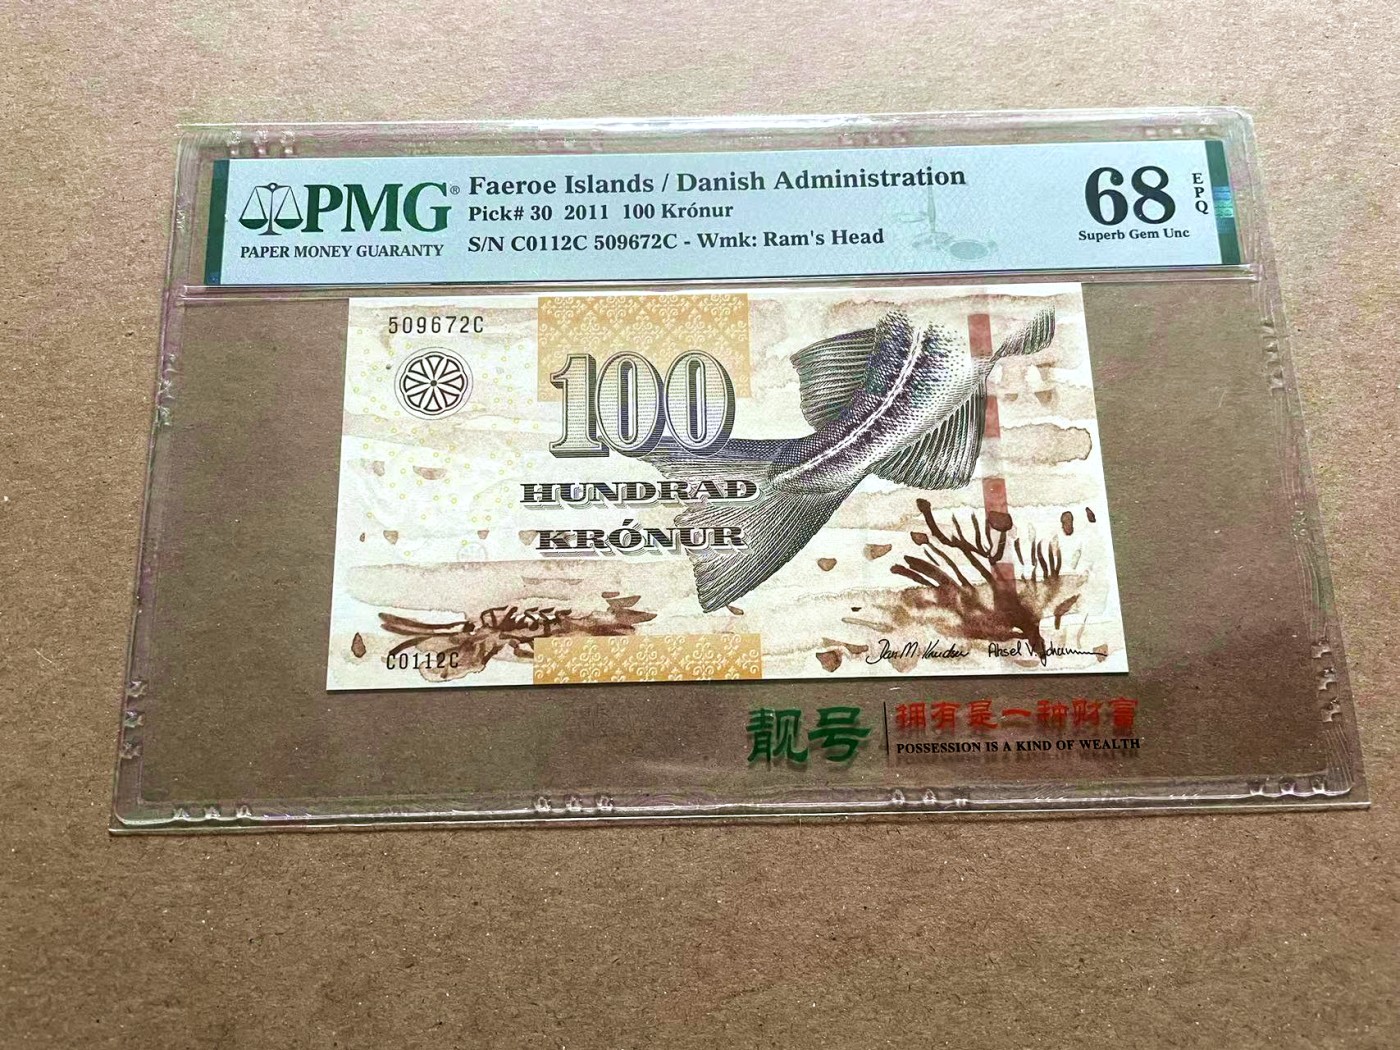 PMG®
PAPER MONEY GUARANTY
Faeroe Islands / Danish Administration
Pick# 30 2011 100 Krónur
S/N C0112C 509672C - Wmk: Ram's Head
68
EPQ
Superb Gem Unc
509672C
100
HUNDRAÐ
KRÓNUR
C0112C
靓号
拥有是一种财富
POSSESSION IS A KIND OF WEALTH